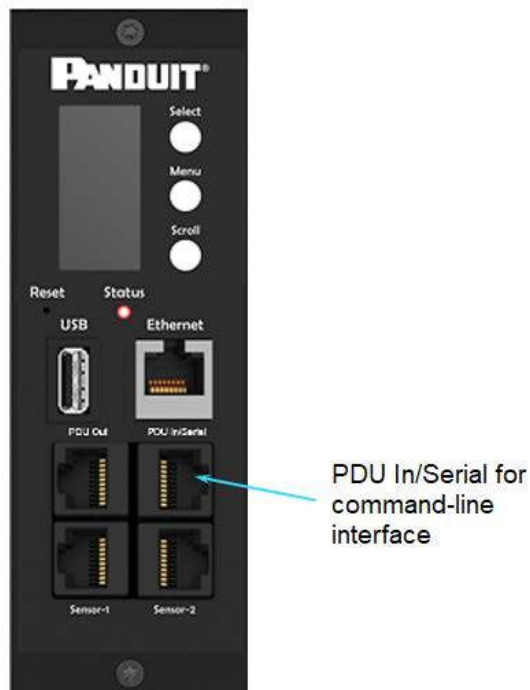 PANDUIT®
Select
Menu
Scroll
Reset Status
USB Ethernet
PDU Out PDU In/Serial
PDU In/Serial for
command-line
interface
Sensor-1 Sensor-2